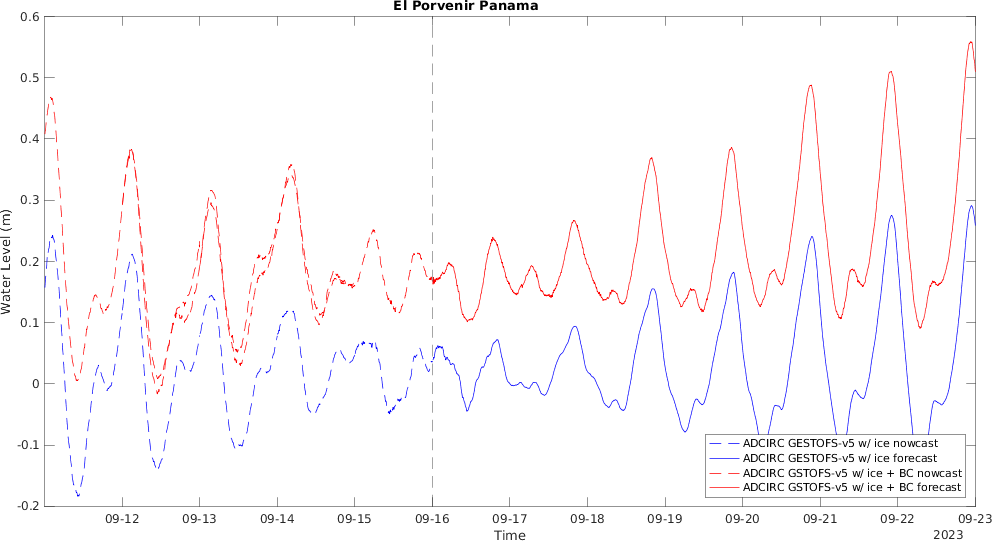 El Porvenir Panama
0.6
0.5
0.4
0.3
0.2
0.1
0
-0.1
-0.2
Water Level (m)
ADCIRC GESTOFS-v5 w/ ice nowcast
ADCIRC GESTOFS-v5 w/ ice forecast
ADCIRC GSTOFS-v5 w/ ice + BC nowcast
ADCIRC GSTOFS-v5 w/ ice + BC forecast
09-12 09-13 09-14 09-15 09-16 09-17 09-18 09-19 09-20 09-21 09-22 09-23
Time
2023